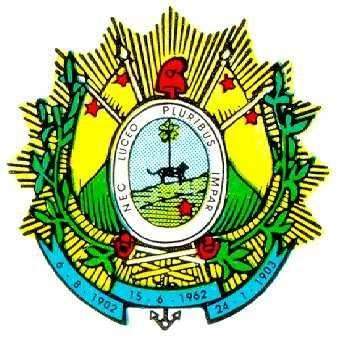 NEC LUCEO PLURIBUS IMPAR
6 - 8 - 1902 15 - 6 - 1962 24 - 1 - 1903